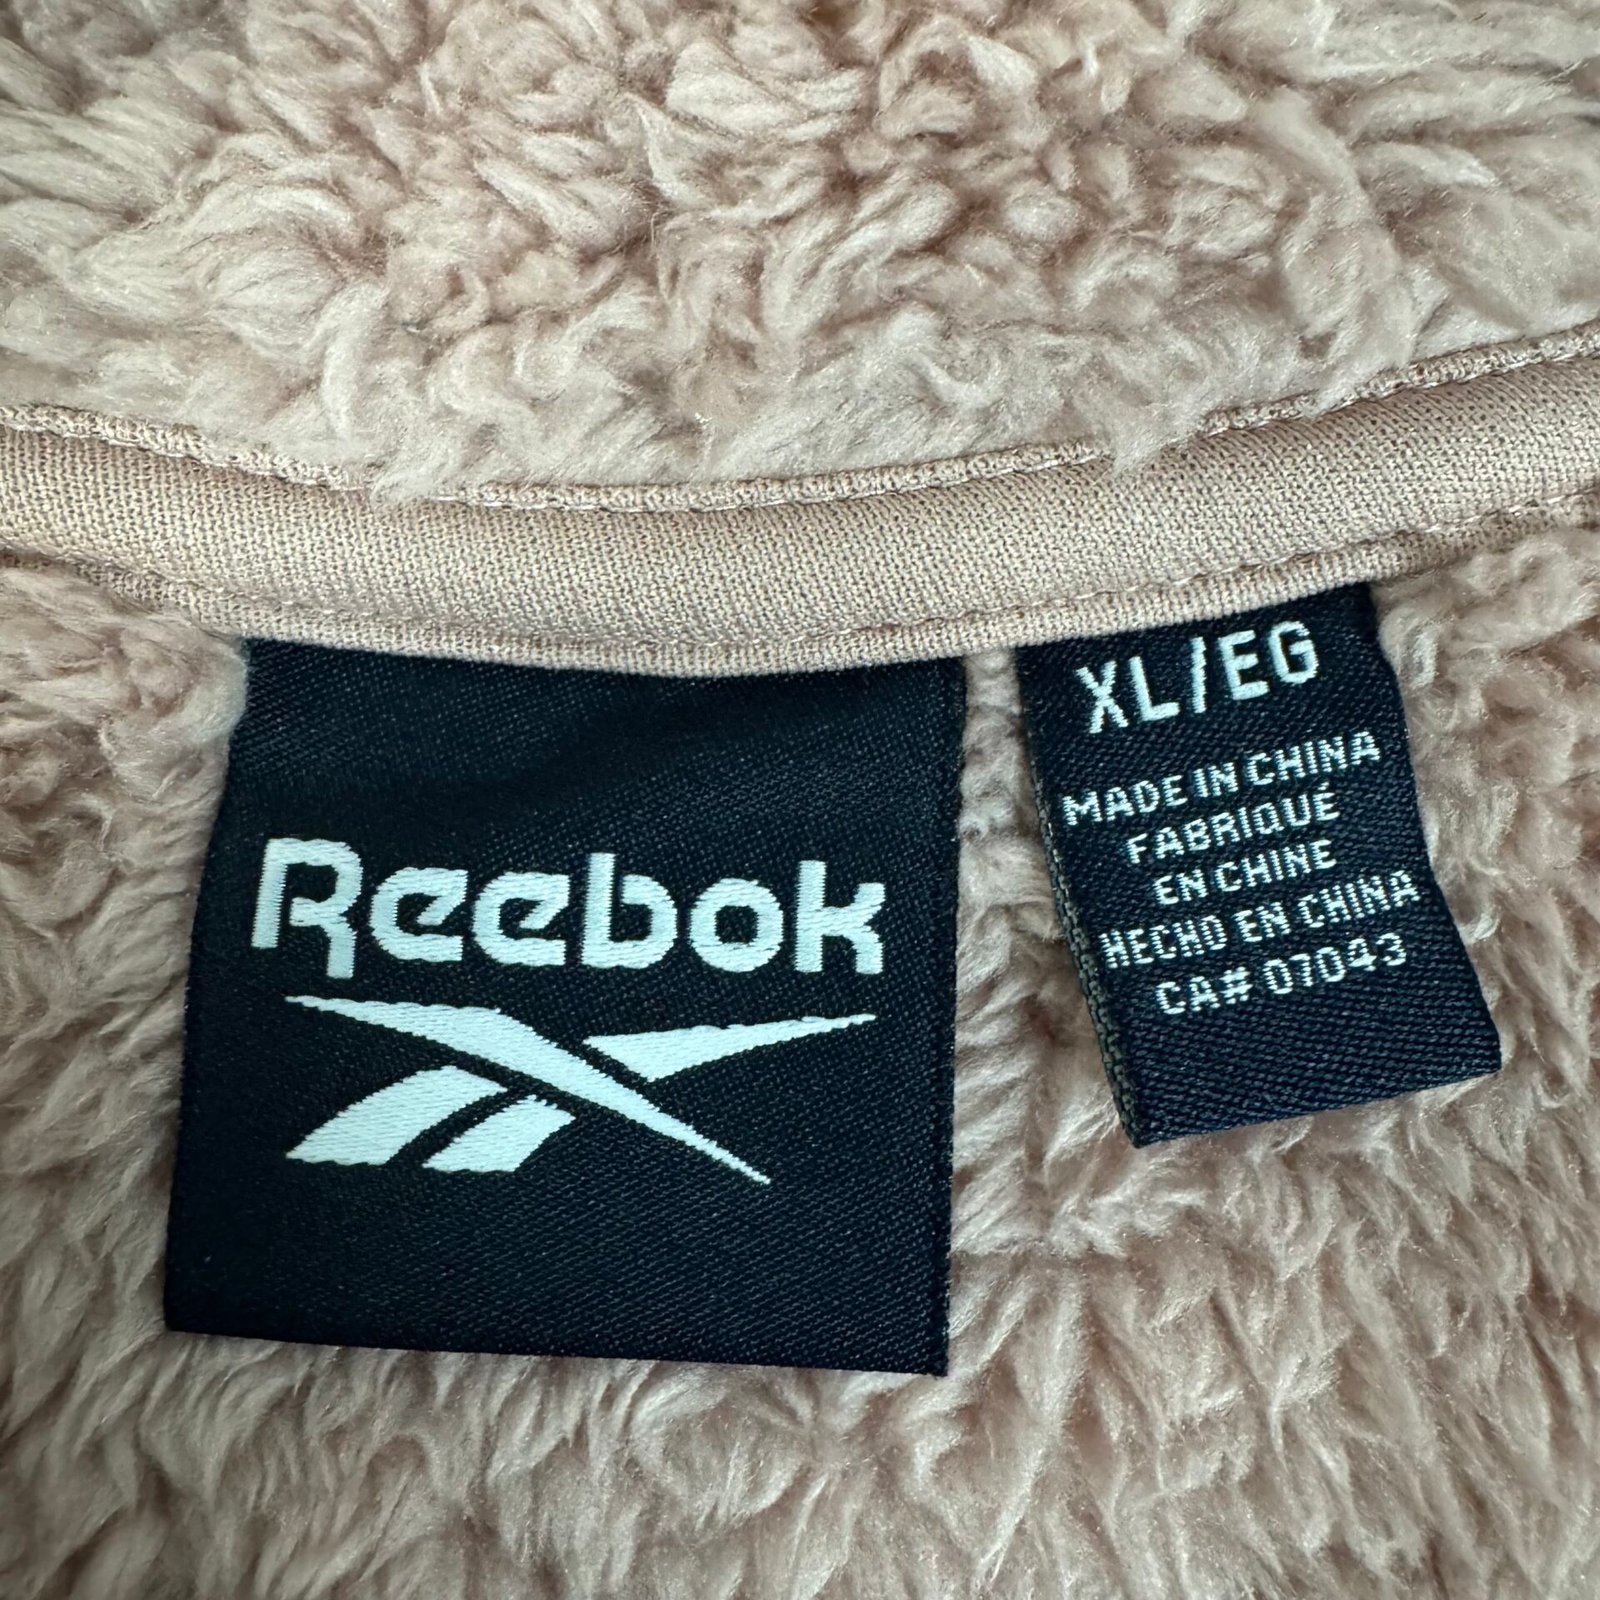 Reebok
XL/EG
MADE IN CHINA
FABRIQUÉ
EN CHINE
HECHO EN CHINA
CA# 07043